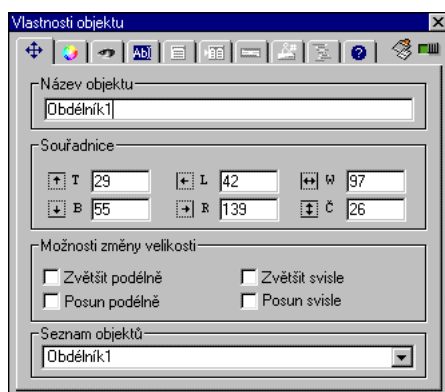 Vlastnosti objektu
Ab
Název objektu
Obdélník1
Souřadnice
T 29 L 42 W 97
B 55 R 139 Č 26
Možnosti změny velikosti
Zvětšit podélně Zvětšit svisle
Posun podélně Posun svisle
Seznam objektů
Obdélník1